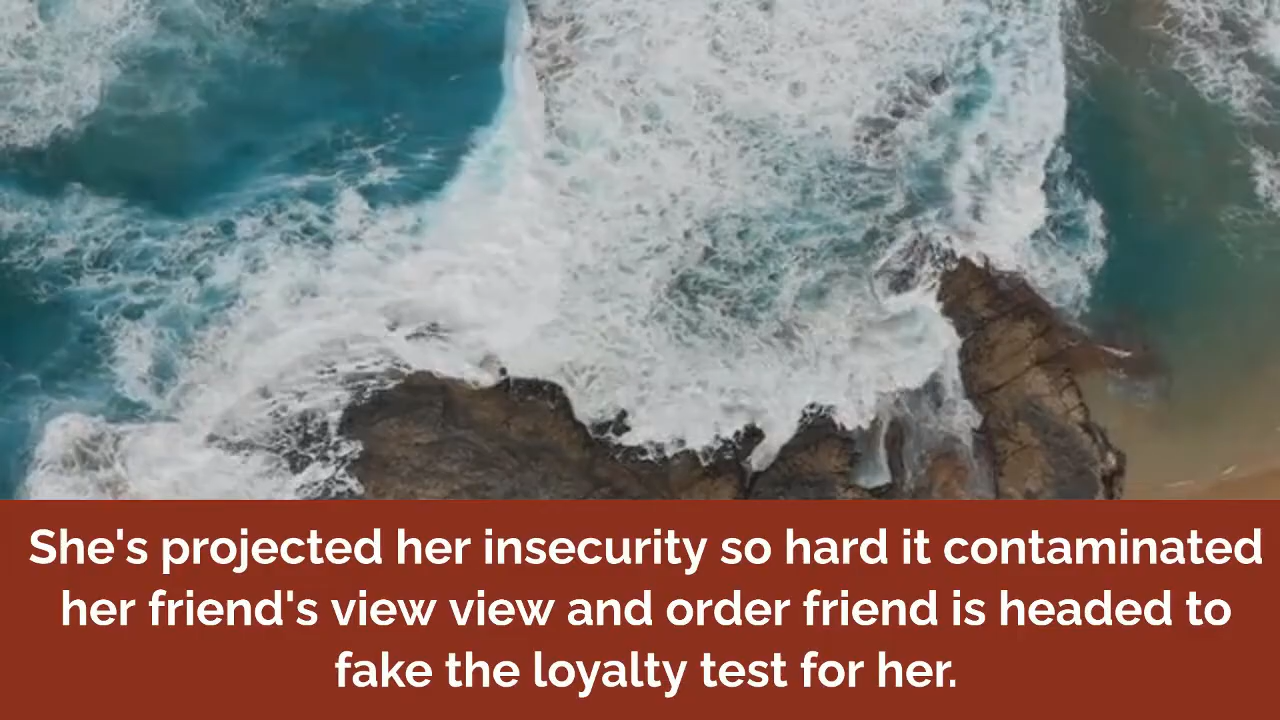 She's projected her insecurity so hard it contaminated
her friend's view view and order friend is headed to
fake the loyalty test for her.